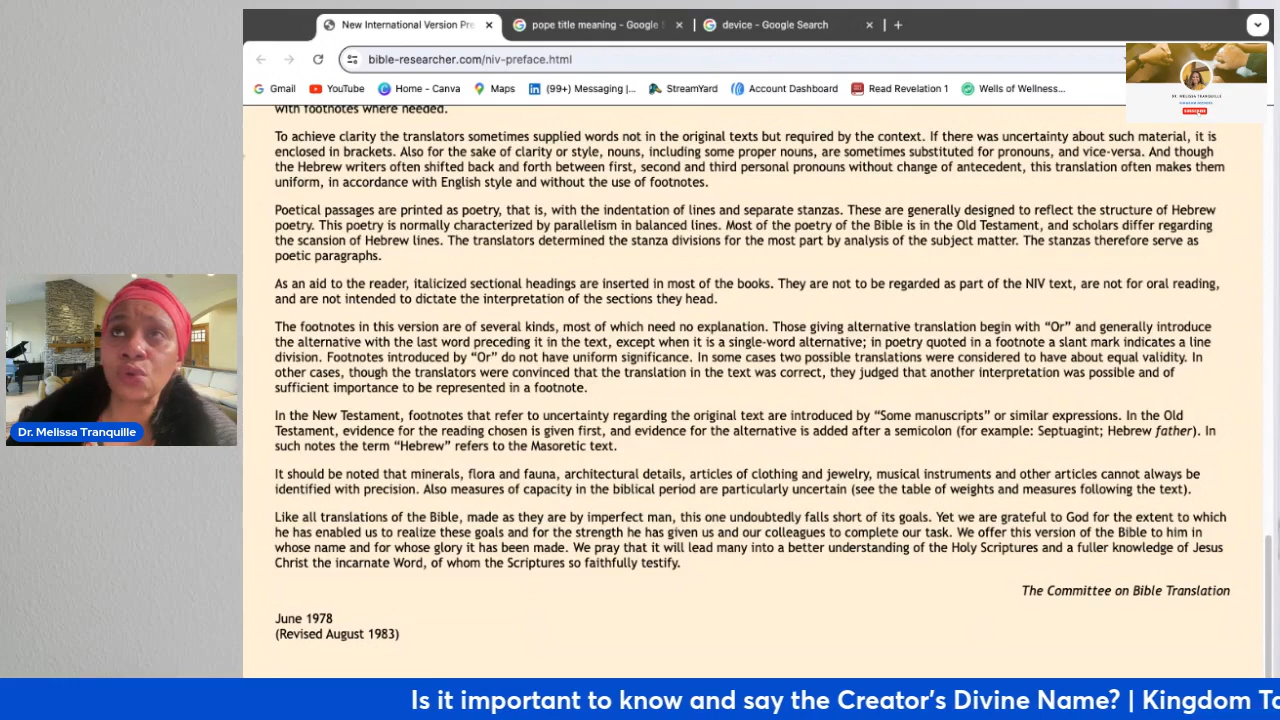 New International Version Pre
pope title meaning - Google S
device - Google Search
bible-researcher.com/niv-preface.html
Gmail
YouTube
Home - Canva
Maps
(99+) Messaging |...
StreamYard
Account Dashboard
Read Revelation 1
Wells of Wellness...
DR. MELISSA TRANQUILLE
SUBSCRIBE
with footnotes where needed.
To achieve clarity the translators sometimes supplied words not in the original texts but required by the context. If there was uncertainty about such material, it is
enclosed in brackets. Also for the sake of clarity or style, nouns, including some proper nouns, are sometimes substituted for pronouns, and vice-versa. And though
the Hebrew writers often shifted back and forth between first, second and third personal pronouns without change of antecedent, this translation often makes them
uniform, in accordance with English style and without the use of footnotes.
Poetical passages are printed as poetry, that is, with the indentation of lines and separate stanzas. These are generally designed to reflect the structure of Hebrew
poetry. This poetry is normally characterized by parallelism in balanced lines. Most of the poetry of the Bible is in the Old Testament, and scholars differ regarding
the scansion of Hebrew lines. The translators determined the stanza divisions for the most part by analysis of the subject matter. The stanzas therefore serve as
poetic paragraphs.
As an aid to the reader, italicized sectional headings are inserted in most of the books. They are not to be regarded as part of the NIV text, are not for oral reading,
and are not intended to dictate the interpretation of the sections they head.
The footnotes in this version are of several kinds, most of which need no explanation. Those giving alternative translation begin with “Or” and generally introduce
the alternative with the last word preceding it in the text, except when it is a single-word alternative; in poetry quoted in a footnote a slant mark indicates a line
division. Footnotes introduced by “Or” do not have uniform significance. In some cases two possible translations were considered to have about equal validity. In
other cases, though the translators were convinced that the translation in the text was correct, they judged that another interpretation was possible and of
sufficient importance to be represented in a footnote.
In the New Testament, footnotes that refer to uncertainty regarding the original text are introduced by “Some manuscripts” or similar expressions. In the Old
Testament, evidence for the reading chosen is given first, and evidence for the alternative is added after a semicolon (for example: Septuagint; Hebrew father). In
such notes the term “Hebrew” refers to the Masoretic text.
It should be noted that minerals, flora and fauna, architectural details, articles of clothing and jewelry, musical instruments and other articles cannot always be
identified with precision. Also measures of capacity in the biblical period are particularly uncertain (see the table of weights and measures following the text).
Like all translations of the Bible, made as they are by imperfect man, this one undoubtedly falls short of its goals. Yet we are grateful to God for the extent to which
he has enabled us to realize these goals and for the strength he has given us and our colleagues to complete our task. We offer this version of the Bible to him in
whose name and for whose glory it has been made. We pray that it will lead many into a better understanding of the Holy Scriptures and a fuller knowledge of Jesus
Christ the incarnate Word, of whom the Scriptures so faithfully testify.
The Committee on Bible Translation
June 1978
(Revised August 1983)
Dr. Melissa Tranquille
Is it important to know and say the Creator's Divine Name? | Kingdom Ta